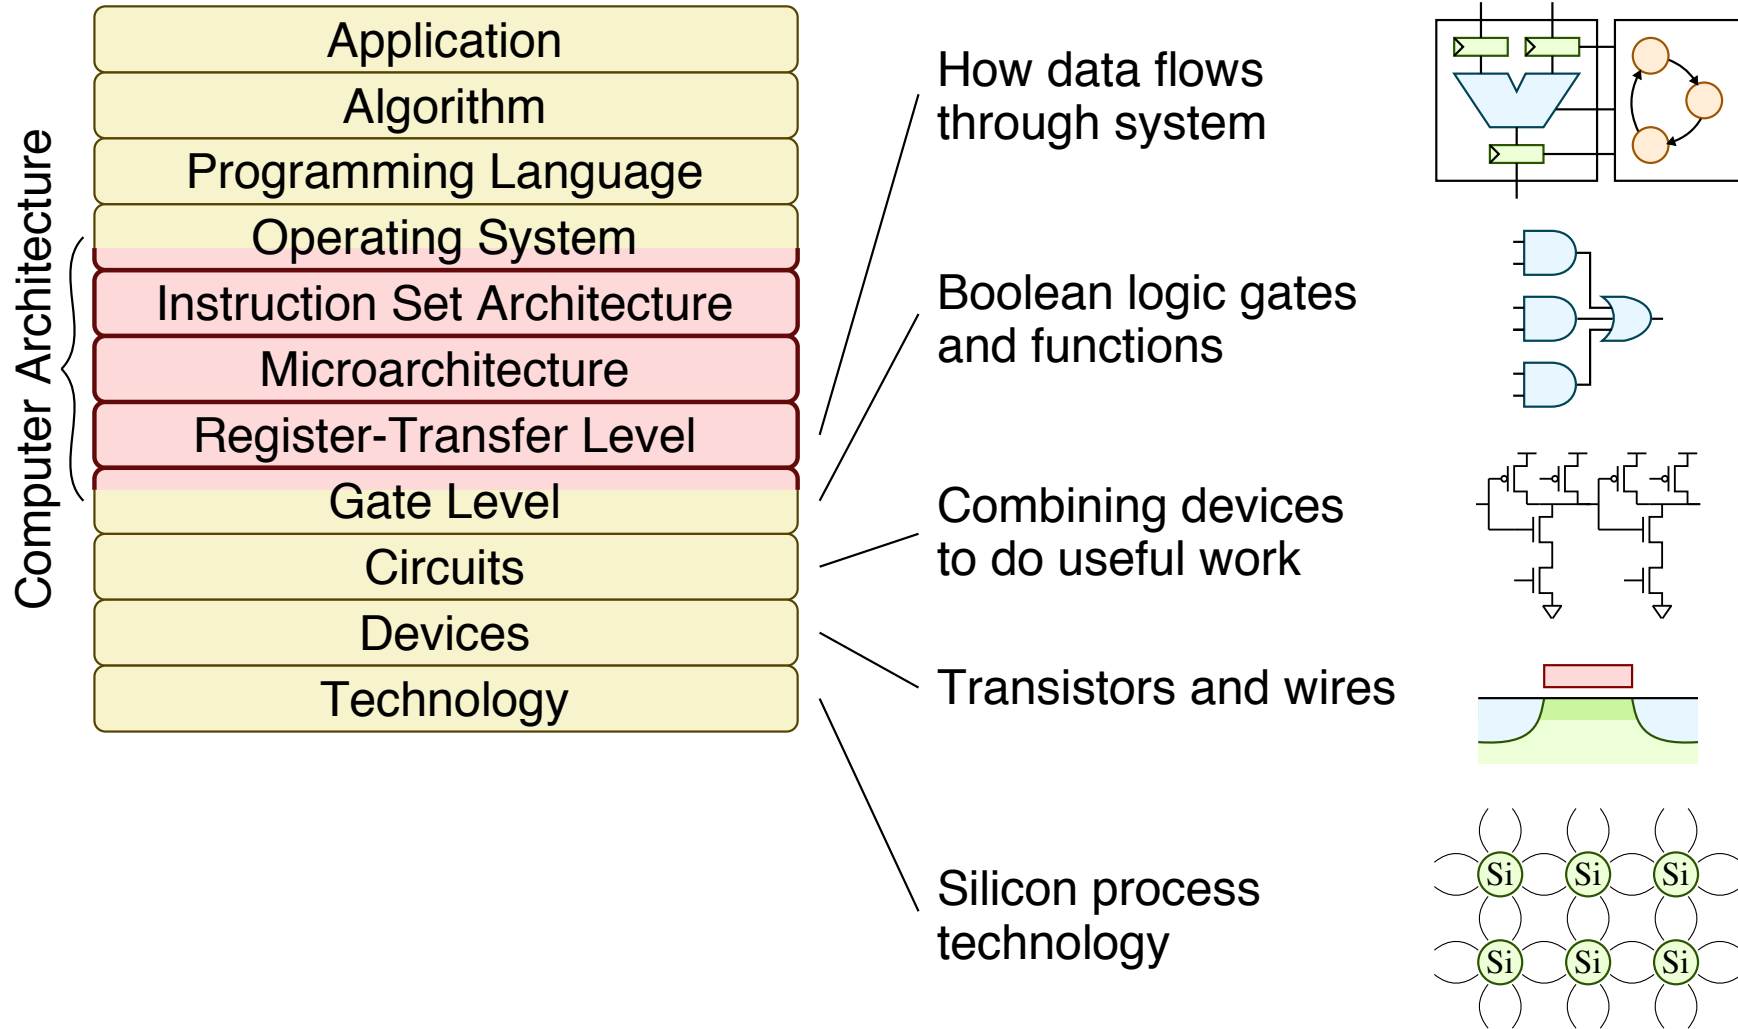 Computer Architecture
Application
Algorithm
Programming Language
Operating System
Instruction Set Architecture
Microarchitecture
Register-Transfer Level
Gate Level
Circuits
Devices
Technology
How data flows
through system
Boolean logic gates
and functions
Combining devices
to do useful work
Transistors and wires
Silicon process
technology
Si Si Si
Si Si Si